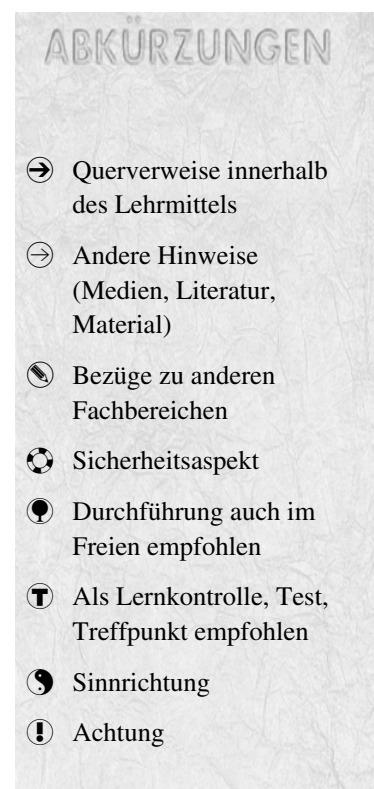 ABKÜRZUNGEN
Querverweise innerhalb
des Lehrmittels
Andere Hinweise
(Medien, Literatur,
Material)
Bezüge zu anderen
Fachbereichen
Sicherheitsaspekt
Durchführung auch im
Freien empfohlen
T Als Lernkontrolle, Test,
Treffpunkt empfohlen
Sinnrichtung
! Achtung